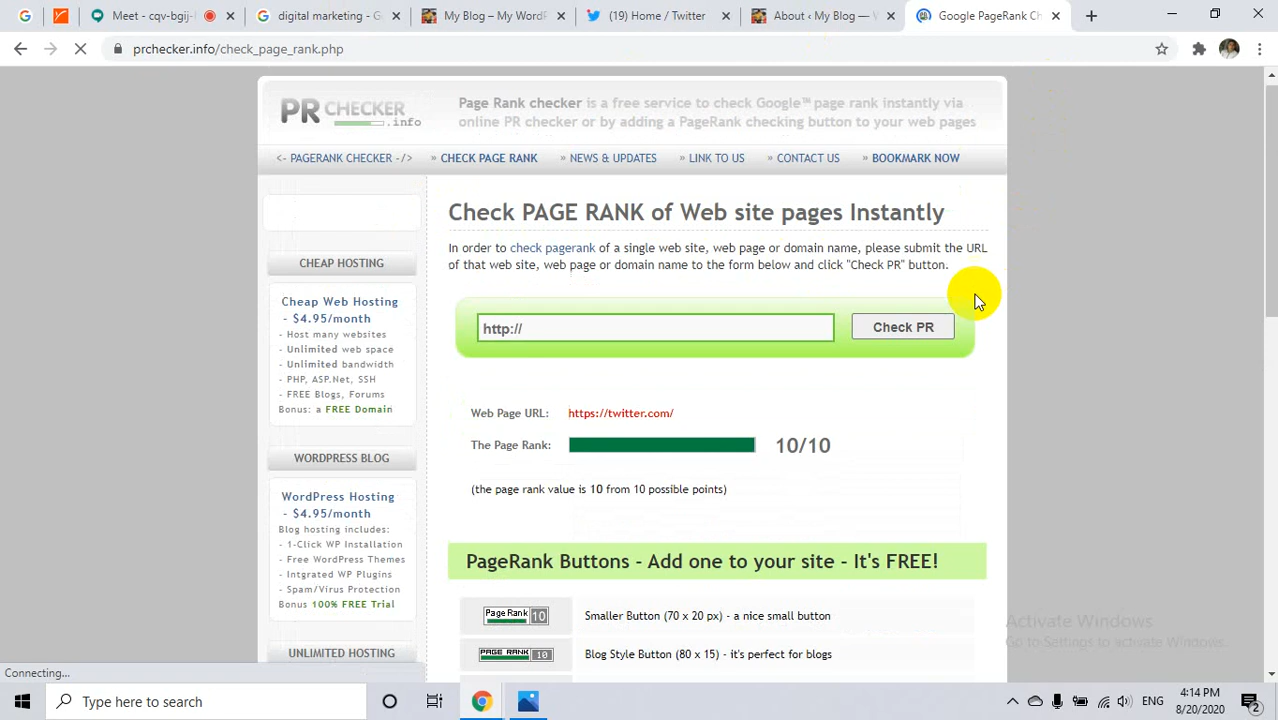 Meet - cqv-bgij-
digital marketing - G
My Blog – My WordP
(19) Home / Twitter
About ‹ My Blog — W
Google PageRank Ch
prchecker.info/check_page_rank.php
PR CHECKER .info
Page Rank checker is a free service to check Google™ page rank instantly via
online PR checker or by adding a PageRank checking button to your web pages
<- PAGERANK CHECKER -/>
» CHECK PAGE RANK
» NEWS & UPDATES
» LINK TO US
» CONTACT US
» BOOKMARK NOW
Check PAGE RANK of Web site pages Instantly
In order to check pagerank of a single web site, web page or domain name, please submit the URL
of that web site, web page or domain name to the form below and click "Check PR" button.
http://
Check PR
Web Page URL: https://twitter.com/
The Page Rank: 10/10
(the page rank value is 10 from 10 possible points)
PageRank Buttons - Add one to your site - It's FREE!
Page Rank 10
Smaller Button (70 x 20 px) - a nice small button
PAGE RANK 10
Blog Style Button (80 x 15) - it's perfect for blogs
CHEAP HOSTING
Cheap Web Hosting
- $4.95/month
- Host many websites
- Unlimited web space
- Unlimited bandwidth
- PHP, ASP.Net, SSH
- FREE Blogs, Forums
Bonus: a FREE Domain
WORDPRESS BLOG
WordPress Hosting
- $4.95/month
Blog hosting includes:
- 1-Click WP Installation
- Free WordPress Themes
- Intgrated WP Plugins
- Spam/Virus Protection
Bonus 100% FREE Trial
UNLIMITED HOSTING
Activate Windows
Go to Settings to activate Windows.
Connecting...
Type here to search
ENG
4:14 PM
8/20/2020
2